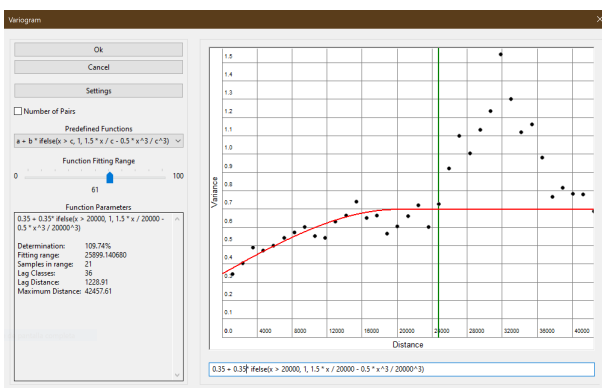 Variogram
Ok
Cancel
Settings
Number of Pairs
Predefined Functions
a + b * ifelse(x > c, 1, 1.5 * x / c - 0.5 * x^3 / c^3)
Function Fitting Range
0
100
61
Function Parameters
0.35 + 0.35* ifelse(x > 20000, 1, 1.5 * x / 20000 -
0.5 * x^3 / 20000^3)
Determination: 109.74%
Fitting range: 25899.140680
Samples in range: 21
Lag Classes: 36
Lag Distance: 1228.91
Maximum Distance: 42457.61
Variance
1.5
1.4
1.3
1.2
1.1
1.0
0.9
0.8
0.7
0.6
0.5
0.4
0.3
0.2
0.1
0.0 4000 8000 12000 16000 20000 24000 28000 32000 36000 40000
Distance
0.35 + 0.35* ifelse(x > 20000, 1, 1.5 * x / 20000 - 0.5 * x^3 / 20000^3)